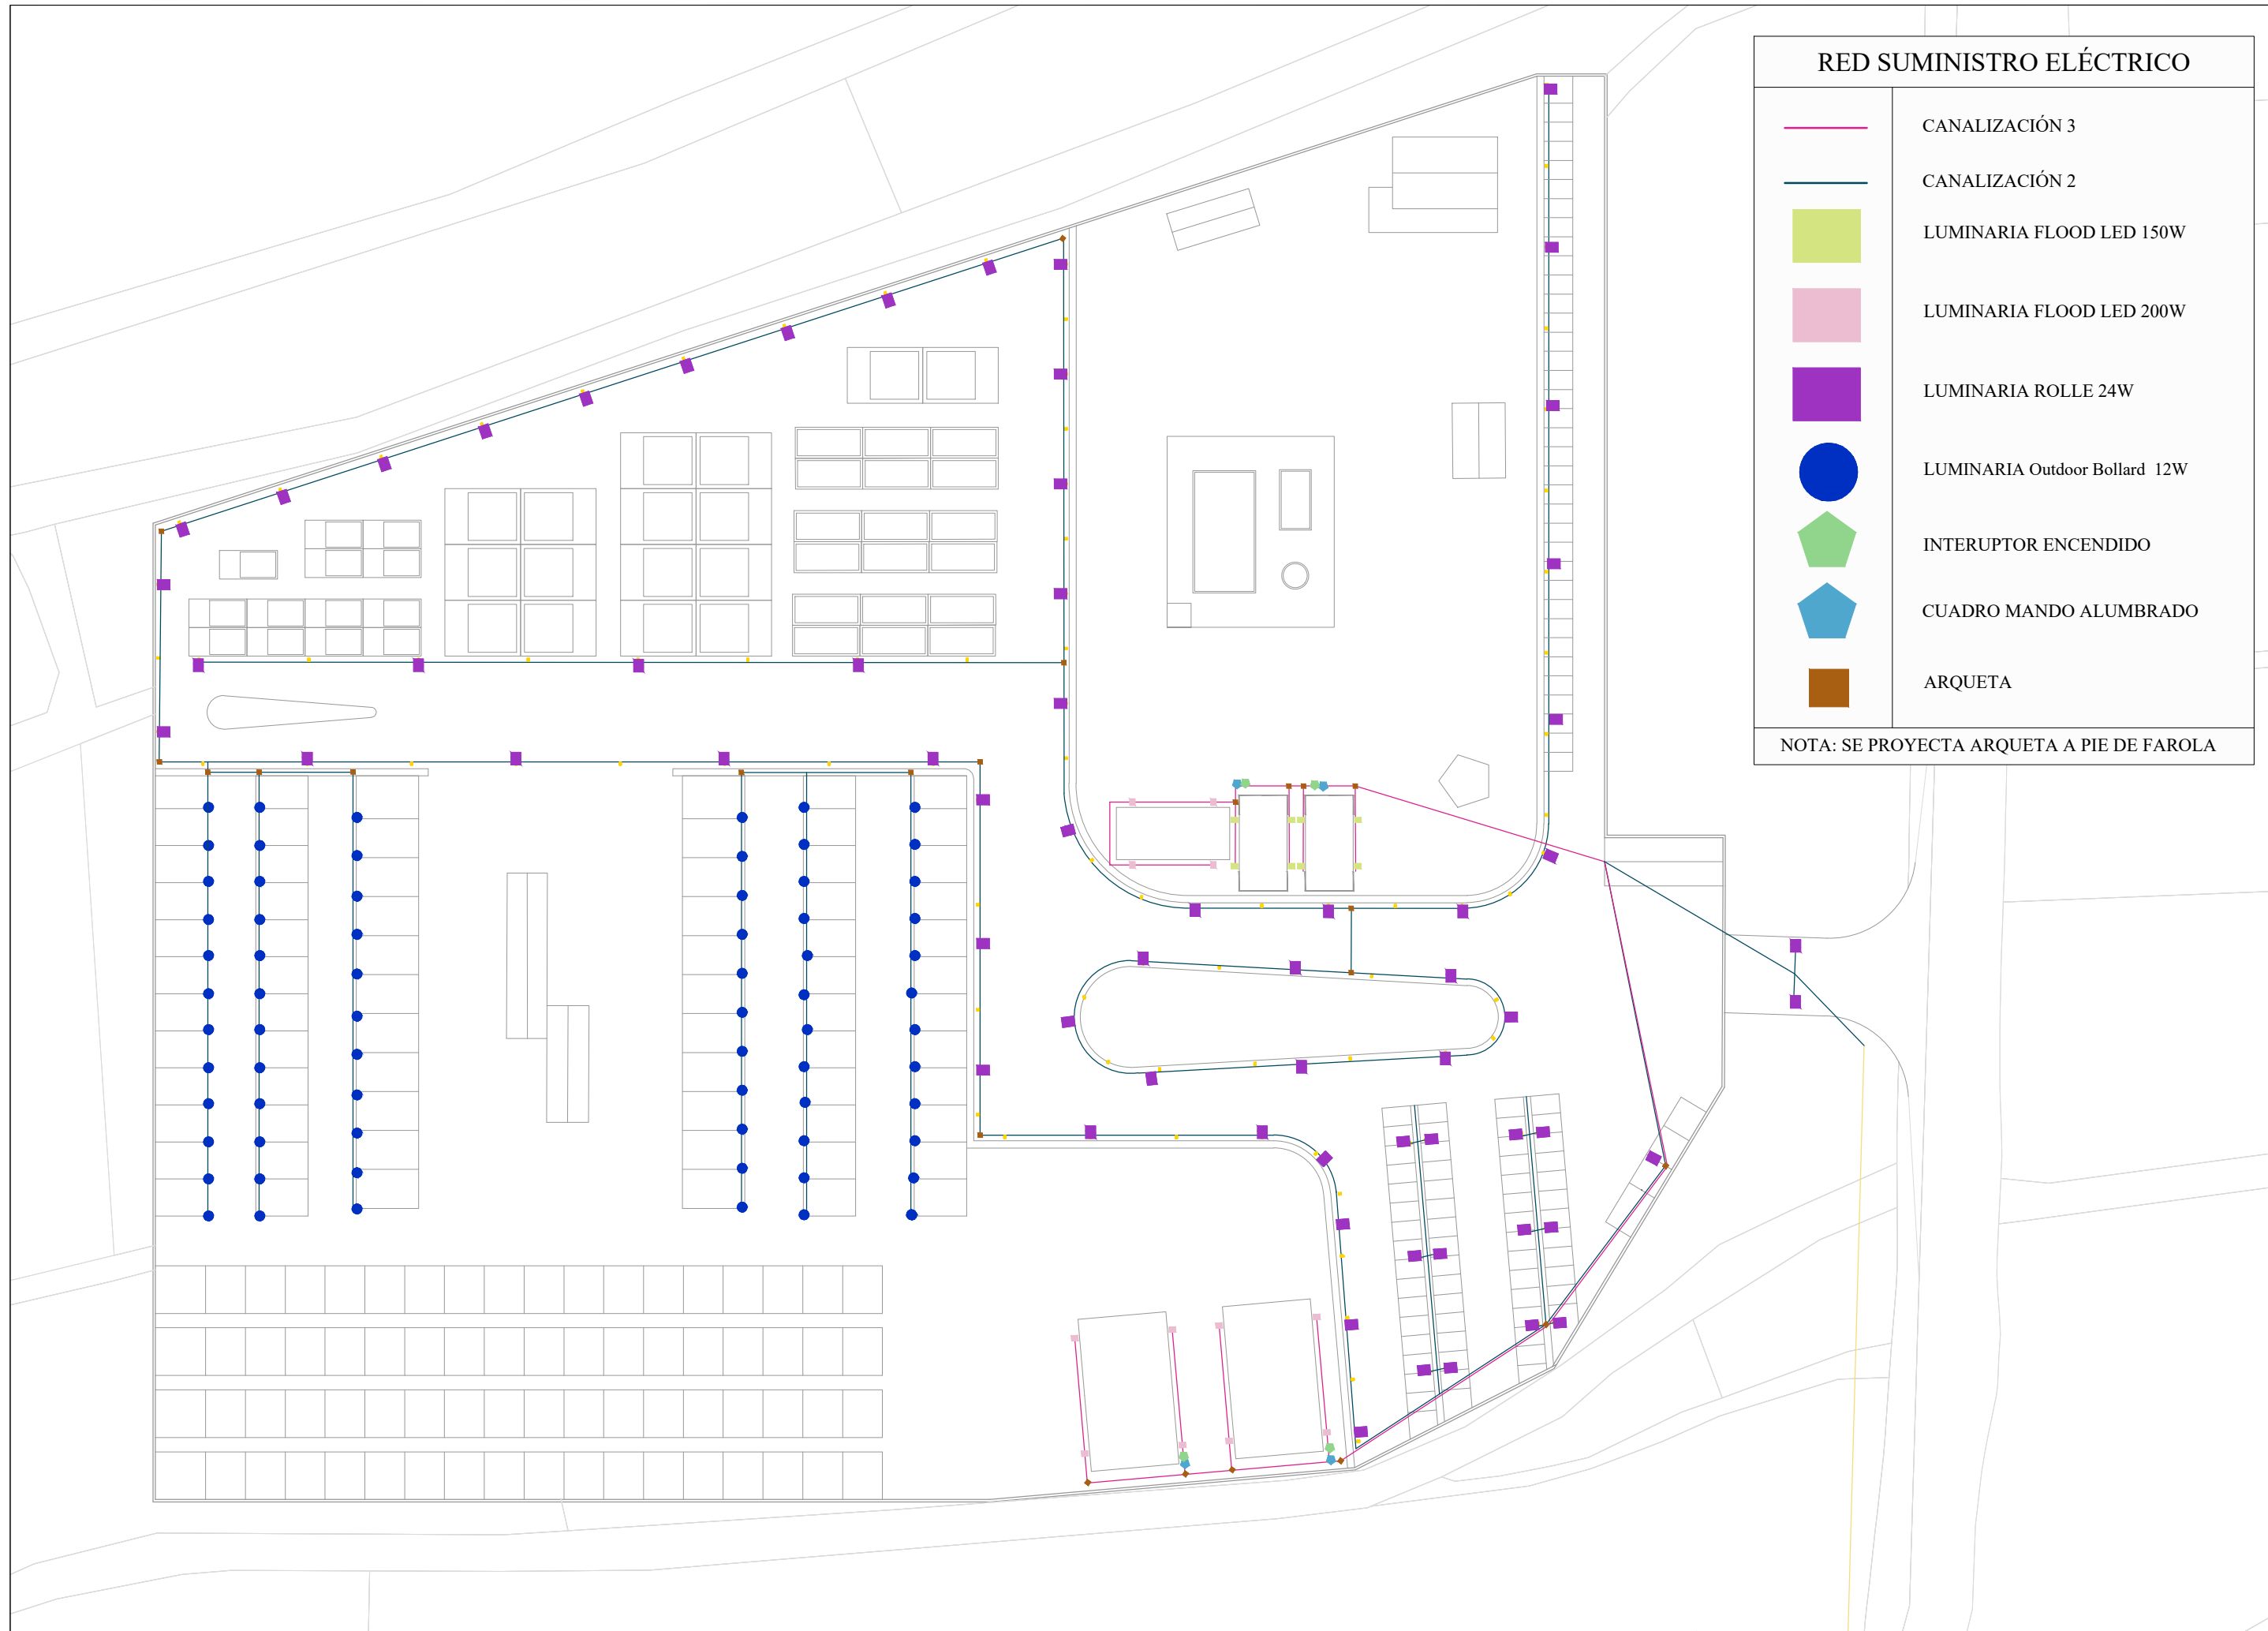 RED SUMINISTRO ELÉCTRICO
CANALIZACIÓN 3
CANALIZACIÓN 2
LUMINARIA FLOOD LED 150W
LUMINARIA FLOOD LED 200W
LUMINARIA ROLLE 24W
LUMINARIA Outdoor Bollard 12W
INTERUPTOR ENCENDIDO
CUADRO MANDO ALUMBRADO
ARQUETA
NOTA: SE PROYECTA ARQUETA A PIE DE FAROLA